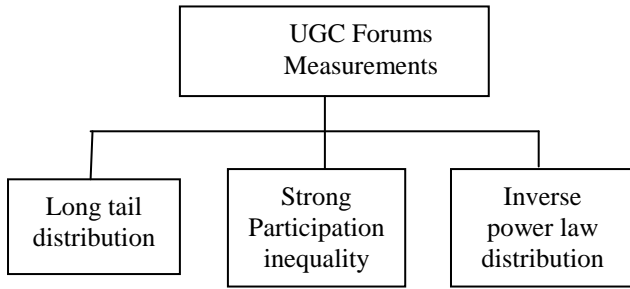 UGC Forums
Measurements
Long tail
distribution
Strong
Participation
inequality
Inverse
power law
distribution